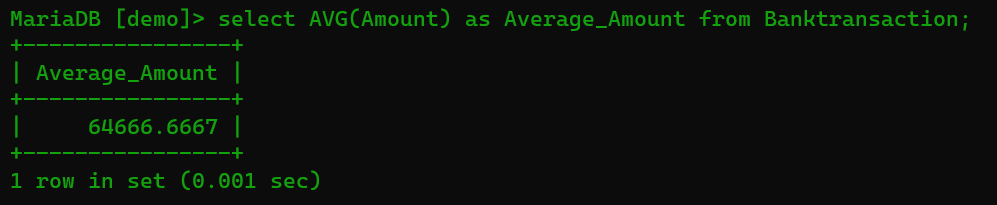 MariaDB [demo]> select AVG(Amount) as Average_Amount from Banktransaction;
+----------------+
| Average_Amount |
+----------------+
|     64666.6667 |
+----------------+
1 row in set (0.001 sec)